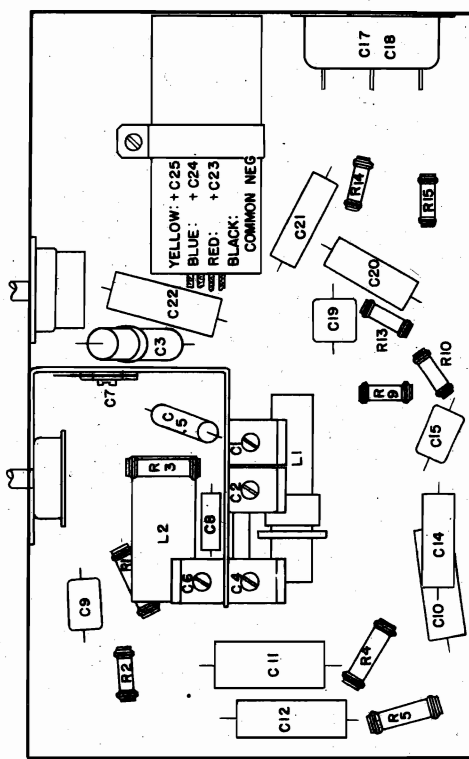 C17
C18
YELLOW: +C25
BLUE: +C24
RED: +C23
BLACK:
COMMON NEG
R14
R15
C21
C20
C22
C3
C19
R13
R10
C7
C5
R9
C15
R3
C1
L1
C2
L2
C8
C14
C9
C6
C4
C10
R2
C11
R4
C12
R5